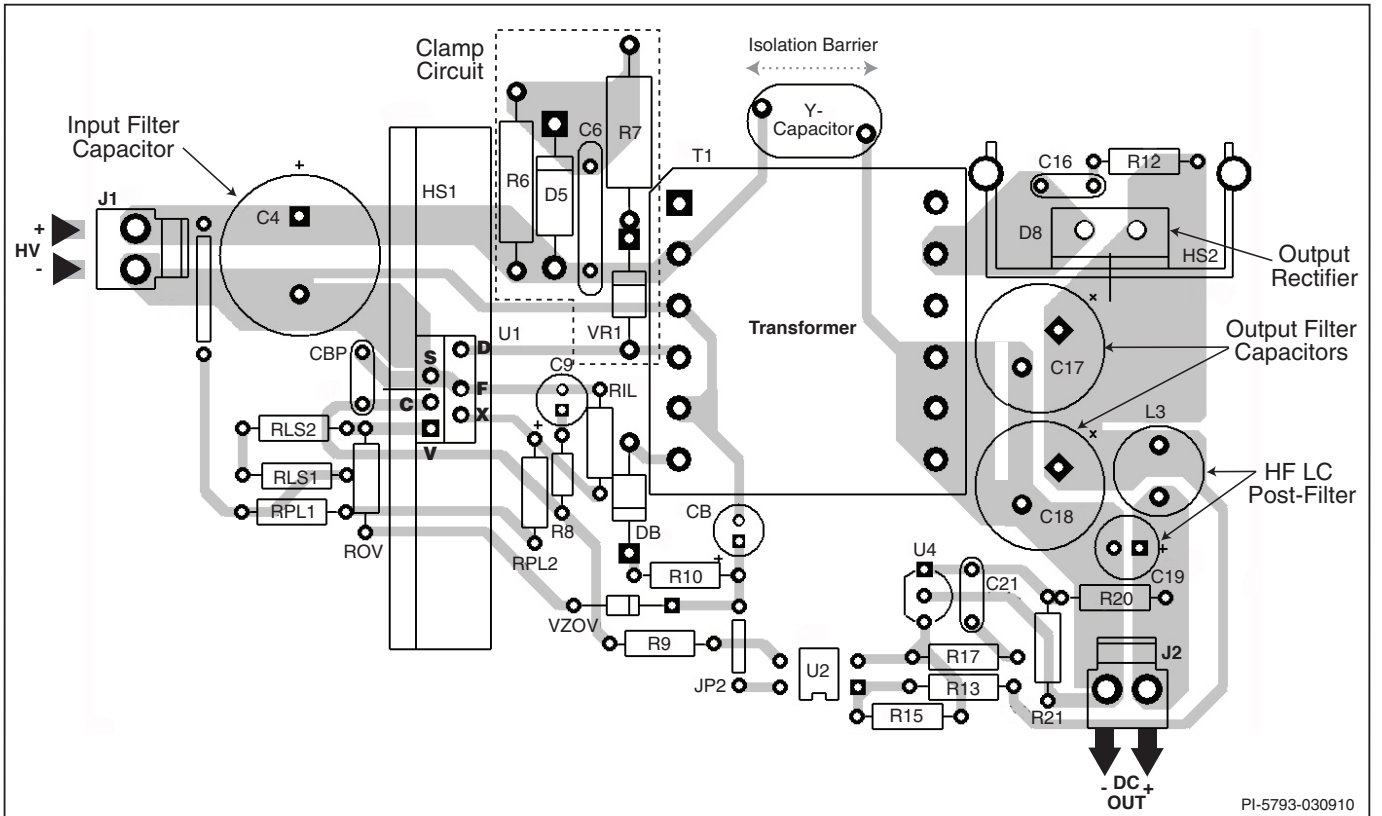 Clamp
Circuit
Isolation Barrier
Y-
Capacitor
Input Filter
Capacitor
+
C6
R7
T1
R6
D5
HS1
C16
R12
J1
C4
+
HV
-
D8
HS2
Output
Rectifier
Transformer
x
Output Filter
Capacitors
U1
VR1
D
S
CBP
C9
F
RIL
C17
C
X
L3
RLS2
V
+
x
RLS1
HF LC
Post-Filter
RPL1
R8
CB
C18
ROV
RPL2
DB
+
U4
+
R10
C21
C19
R20
VZOV
R9
U2
R17
J2
JP2
R13
R15
R21
- DC +
OUT
PI-5793-030910